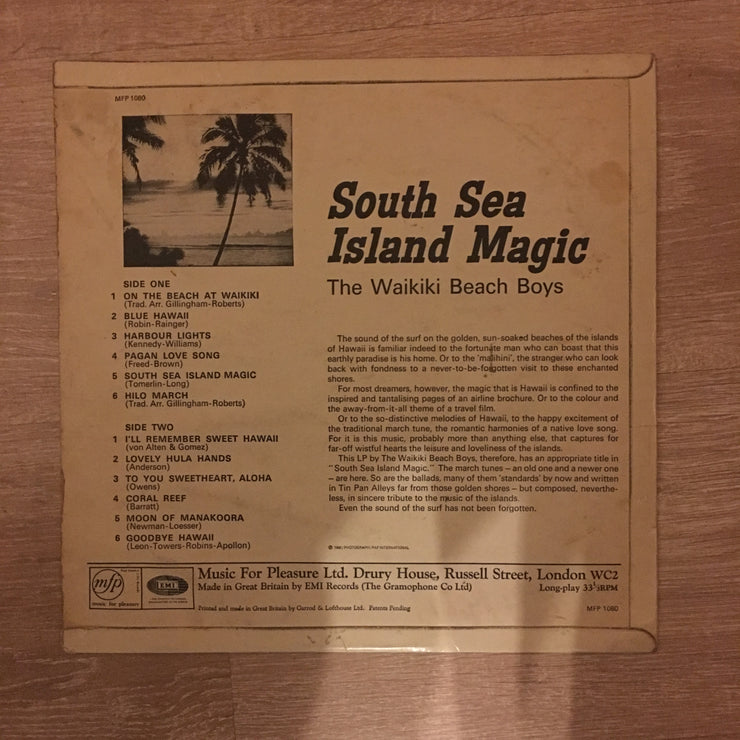 MFP 1080
South Sea
Island Magic
The Waikiki Beach Boys
SIDE ONE
1 ON THE BEACH AT WAIKIKI
(Trad. Arr. Gillingham-Roberts)
2 BLUE HAWAII
(Robin-Rainger)
3 HARBOUR LIGHTS
(Kennedy-Williams)
4 PAGAN LOVE SONG
(Freed-Brown)
5 SOUTH SEA ISLAND MAGIC
(Tomerlin-Long)
6 HILO MARCH
(Trad. Arr. Gillingham-Roberts)
SIDE TWO
1 I'LL REMEMBER SWEET HAWAII
(von Alten & Gomez)
2 LOVELY HULA HANDS
(Anderson)
3 TO YOU SWEETHEART, ALOHA
(Owens)
4 CORAL REEF
(Barratt)
5 MOON OF MANAKOORA
(Newman-Loesser)
6 GOODBYE HAWAII
(Leon-Towers-Robins-Apollon)
The sound of the surf on the golden, sun-soaked beaches of the islands
of Hawaii is familiar indeed to the fortunate man who can boast that this
earthly paradise is his home. Or to the 'malihini', the stranger who can look
back with fondness to a never-to-be-forgotten visit to these enchanted
shores.
For most dreamers, however, the magic that is Hawaii is confined to the
inspired and tantalising pages of an airline brochure. Or to the colour and
the away-from-it-all theme of a travel film.
Or to the so-distinctive melodies of Hawaii, to the happy excitement of
the traditional march tune, the romantic harmonies of a native love song.
For it is this music, probably more than anything else, that captures for
far-off wistful hearts the leisure and loveliness of the islands.
This LP by The Waikiki Beach Boys, therefore, has an appropriate title in
"South Sea Island Magic." The march tunes – an old one and a newer one
– are here. So are the ballads, many of them 'standards' by now and written
in Tin Pan Alleys far from those golden shores – but composed, neverthe-
less, in sincere tribute to the music of the islands.
Even the sound of the surf has not been forgotten.
PHOTOGRAPH: PAF INTERNATIONAL
mfp
music for pleasure
EMI
Music For Pleasure Ltd. Drury House, Russell Street, London WC2
Made in Great Britain by EMI Records (The Gramophone Co Ltd)
Long-play 33⅓RPM
Printed and made in Great Britain by Garrod & Lofthouse Ltd. Patents Pending
MFP 1080